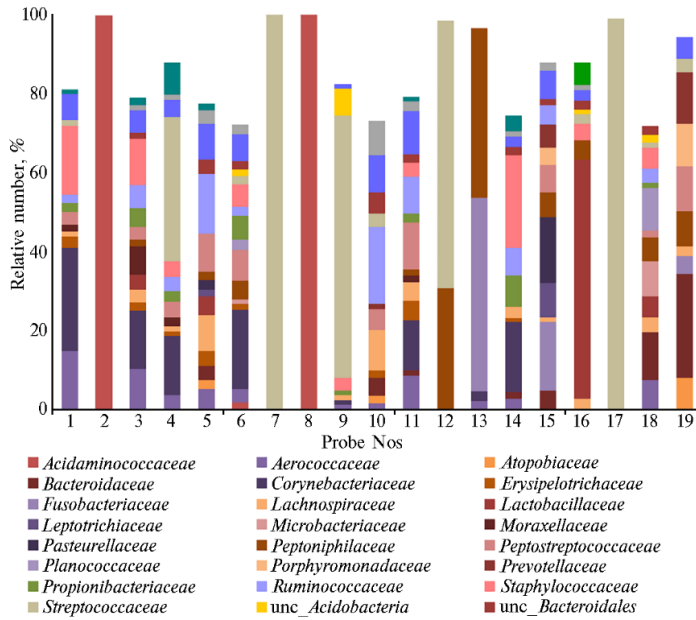 100
80
60
40
20
0
Relative number, %
1 2 3 4 5 6 7 8 9 10 11 12 13 14 15 16 17 18 19
Probe Nos
Acidaminococcaceae Aerococcaceae Atopobiaceae
Bacteroidaceae Corynebacteriaceae Erysipelotrichaceae
Fusobacteriaceae Lachnospiraceae Lactobacillaceae
Leptotrichiaceae Microbacteriaceae Moraxellaceae
Pasteurellaceae Peptoniphilaceae Peptostreptococcaceae
Planococcaceae Porphyromonadaceae Prevotellaceae
Propionibacteriaceae Ruminococcaceae Staphylococcaceae
Streptococcaceae unc_Acidobacteria unc_Bacteroidales